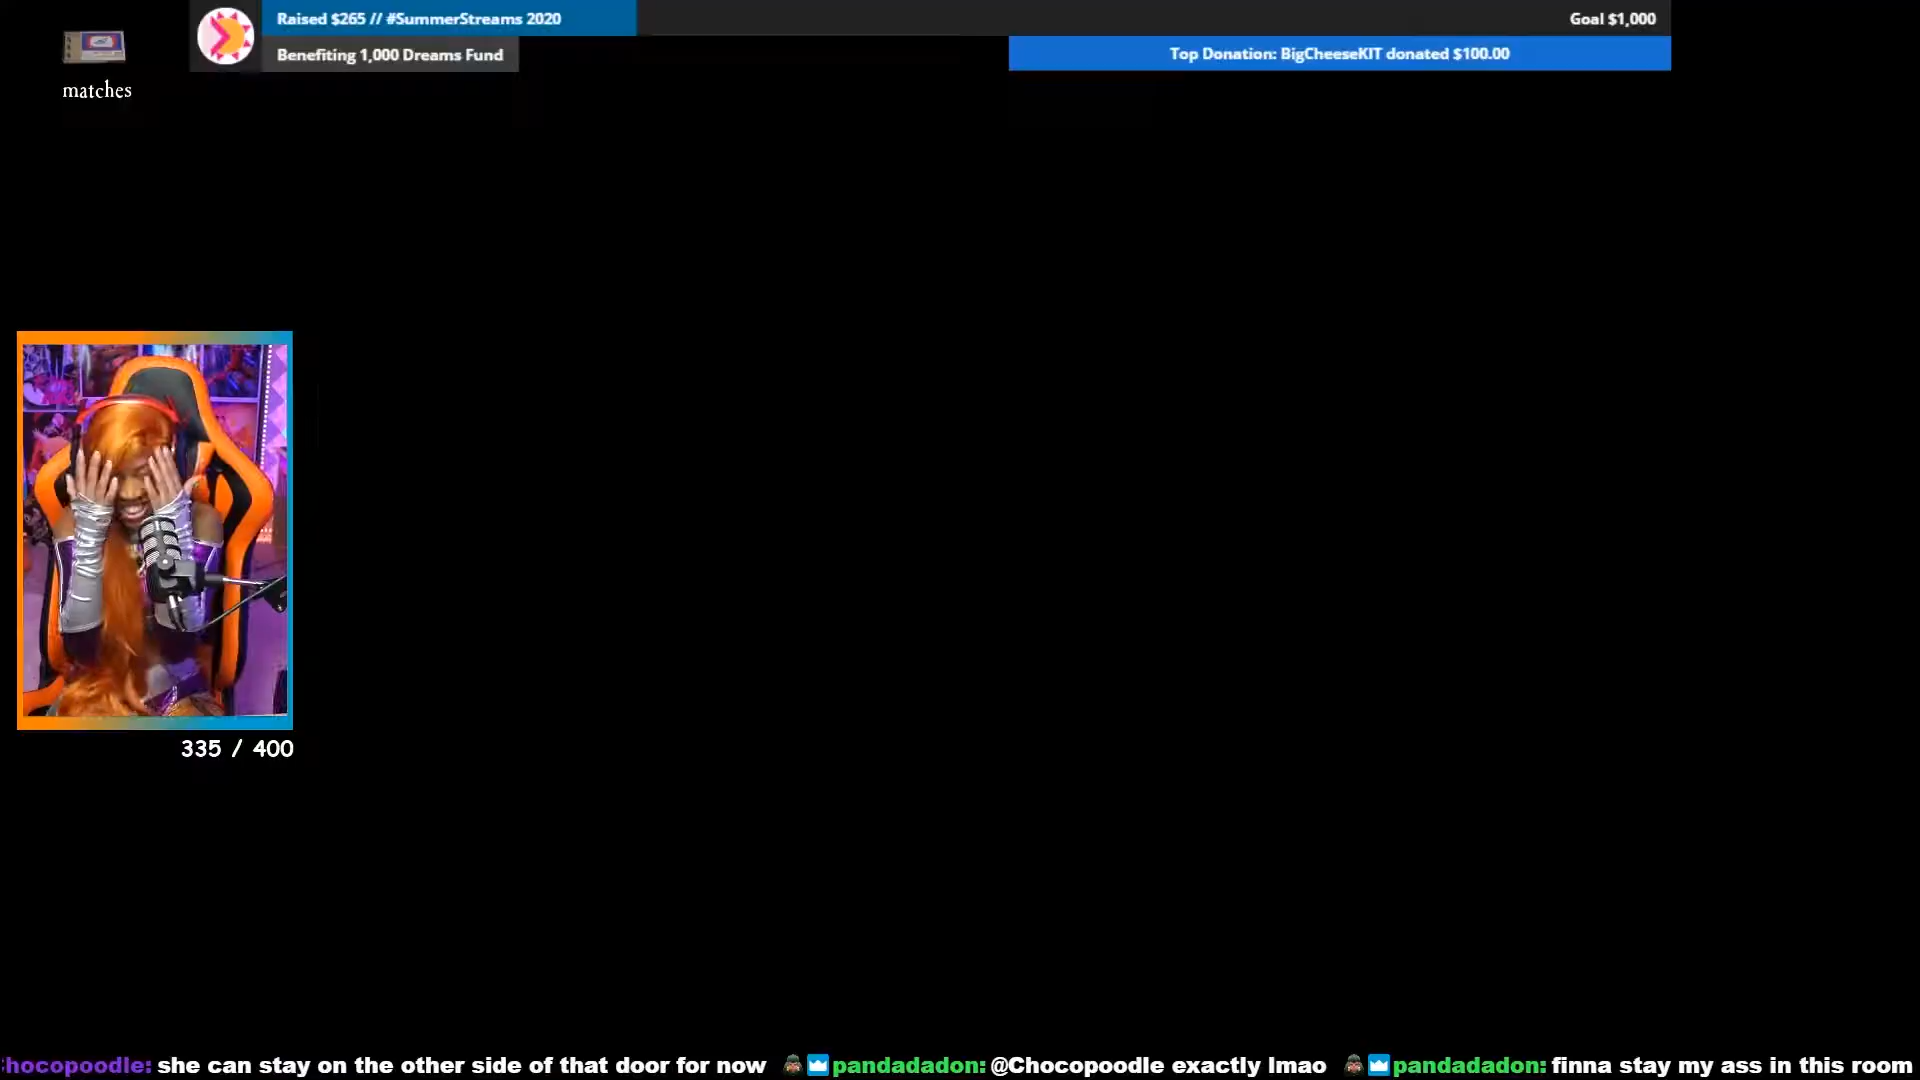 Raised $265 // #SummerStreams 2020
Goal $1,000
Benefiting 1,000 Dreams Fund
Top Donation: BigCheeseKIT donated $100.00
matches
335 / 400
hocopoodle: she can stay on the other side of that door for now pandadadon: @Chocopoodle exactly lmao pandadadon: finna stay my ass in this room